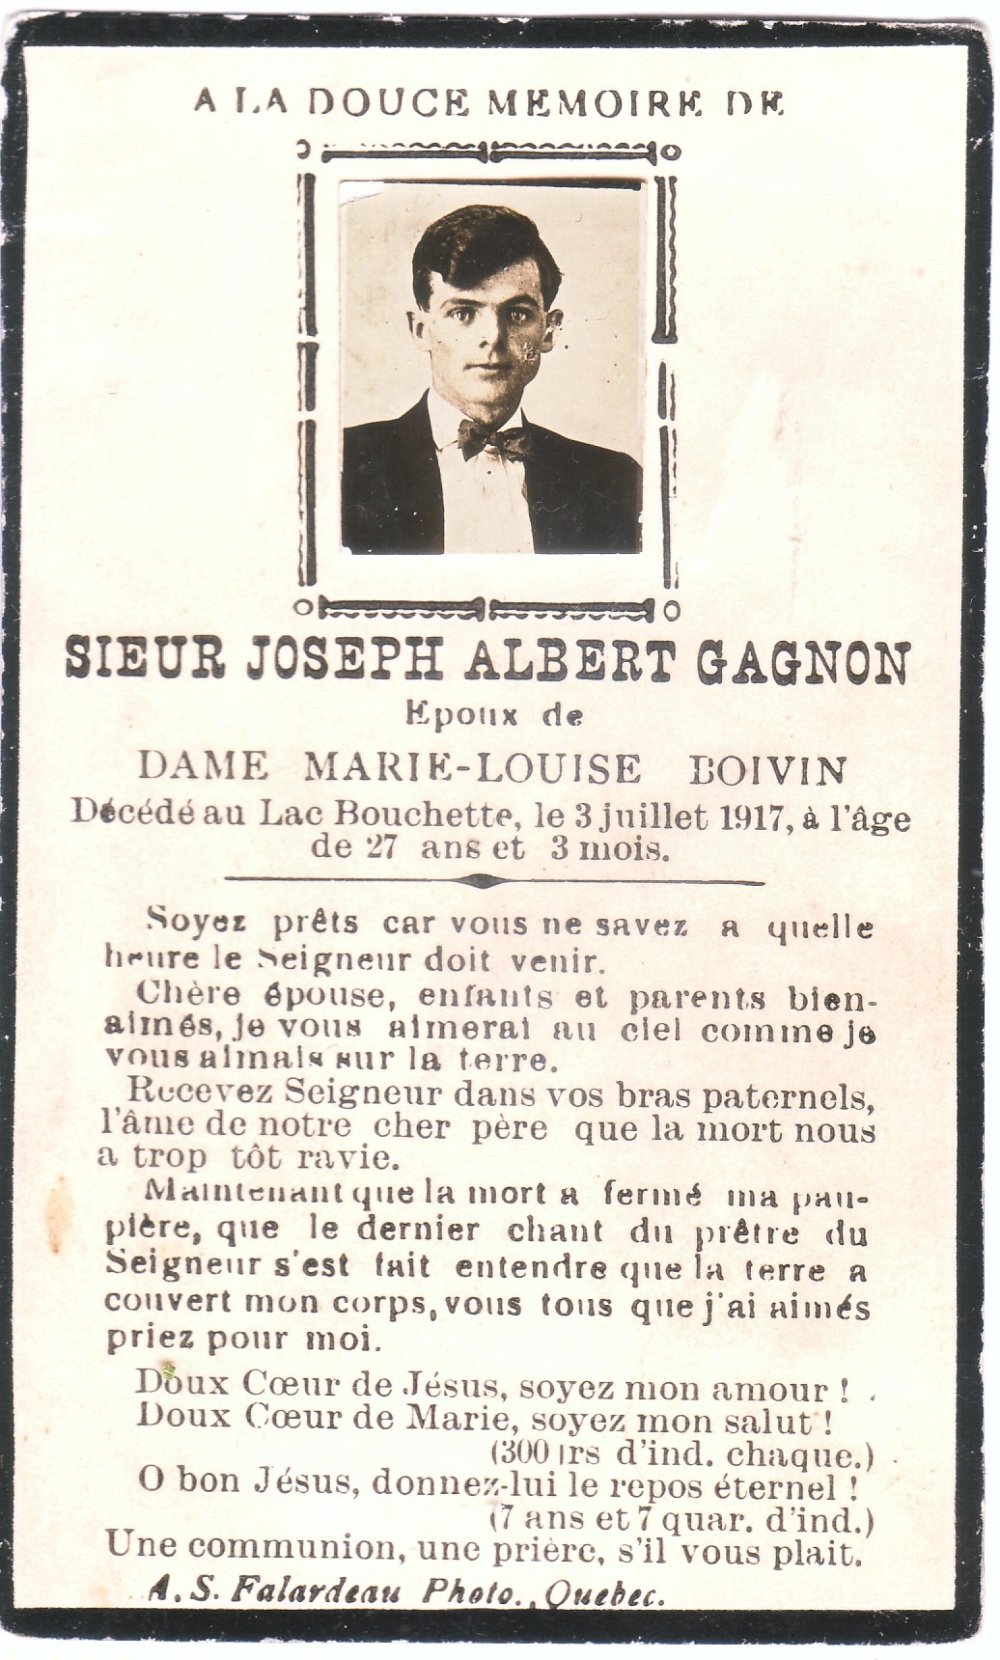 A LA DOUCE MEMOIRE DE
SIEUR JOSEPH ALBERT GAGNON
Epoux de
DAME MARIE-LOUISE BOIVIN
Décédé au Lac Bouchette, le 3 juillet 1917, à l'âge
de 27 ans et 3 mois.
Soyez prêts car vous ne savez a quelle
heure le Seigneur doit venir.
Chère épouse, enfants et parents bien-
aimés, je vous aimerai au ciel comme je
vous aimais sur la terre.
Recevez Seigneur dans vos bras paternels,
l'âme de notre cher père que la mort nous
a trop tôt ravie.
Maintenant que la mort a fermé ma pau-
pière, que le dernier chant du prêtre du
Seigneur s'est fait entendre que la terre a
couvert mon corps, vous tous que j'ai aimés
priez pour moi.
Doux Cœur de Jésus, soyez mon amour !
Doux Cœur de Marie, soyez mon salut !
(300 jrs d'ind. chaque.)
O bon Jésus, donnez-lui le repos éternel !
(7 ans et 7 quar. d'ind.)
Une communion, une prière, s'il vous plait.
A. S. Falardeau Photo., Quebec.